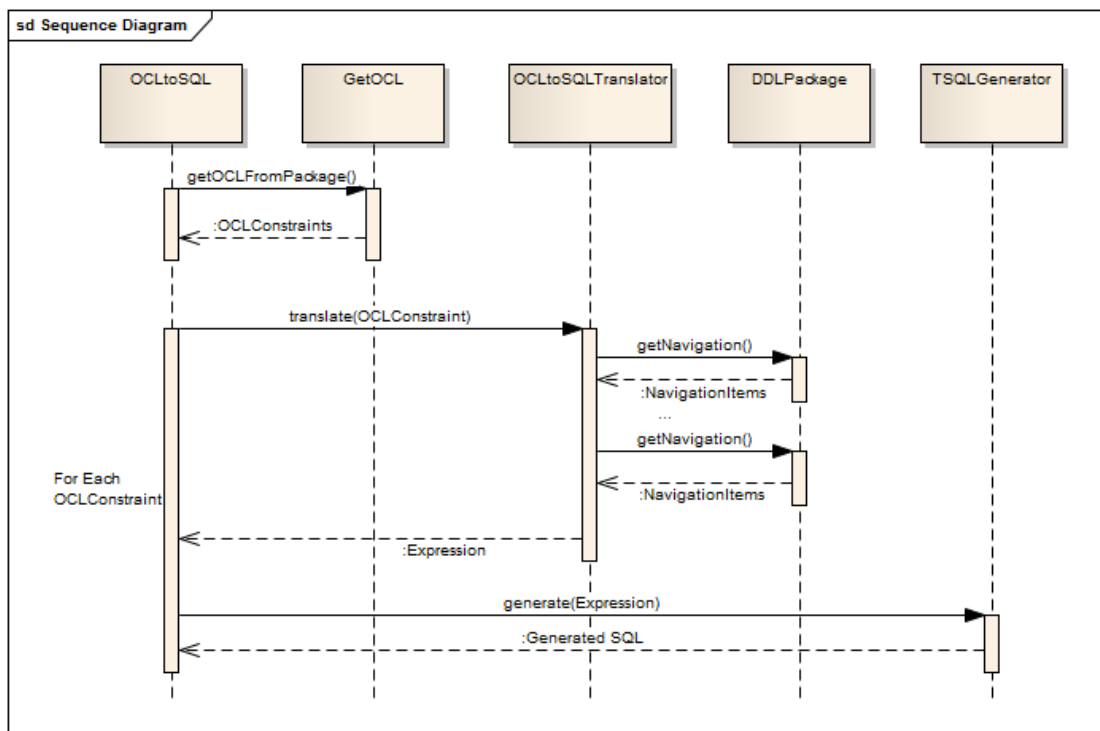 sd Sequence Diagram
OCLtoSQL
GetOCL
OCLtoSQLTranslator
DDLPackage
TSQLGenerator
getOCLFromPackage()
:OCLConstraints
translate(OCLConstraint)
getNavigation()
:NavigationItems
...
getNavigation()
For Each
OCLConstraint
:NavigationItems
:Expression
generate(Expression)
:Generated SQL